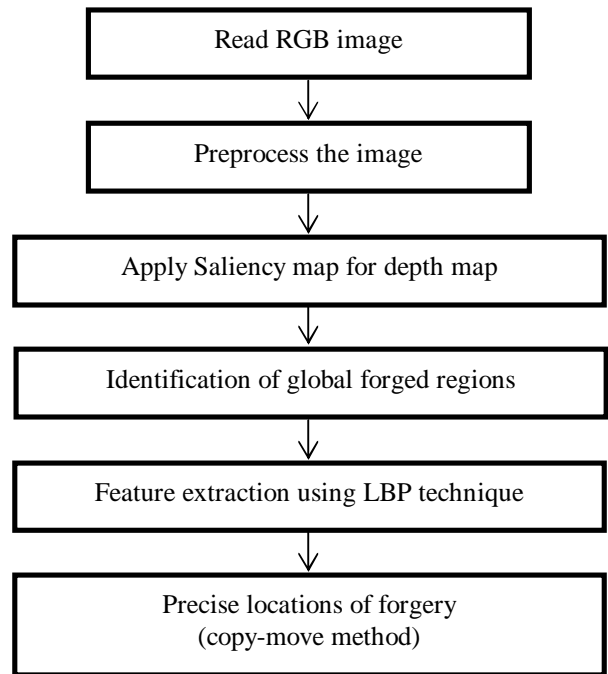 Read RGB image
Preprocess the image
Apply Saliency map for depth map
Identification of global forged regions
Feature extraction using LBP technique
Precise locations of forgery
(copy-move method)